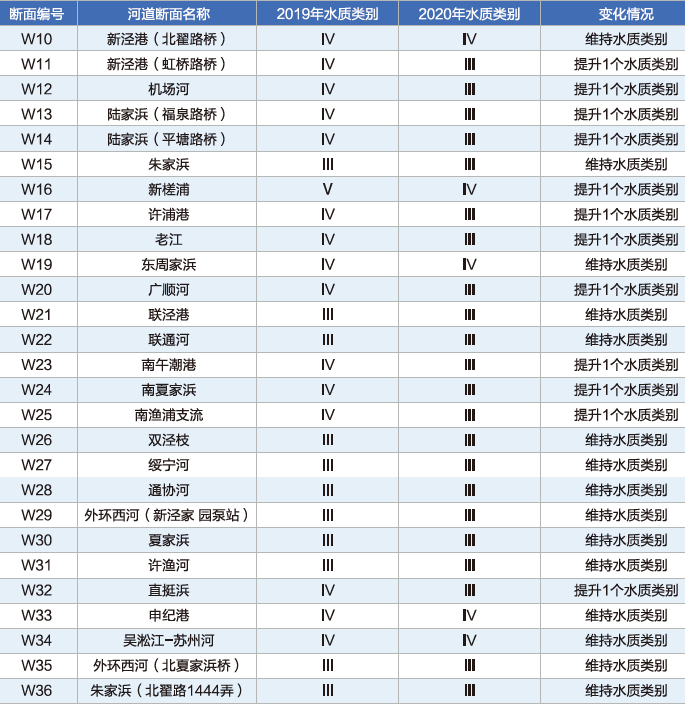 断面编号 河道断面名称 2019年水质类别 2020年水质类别 变化情况
W10 新泾港（北翟路桥） IV IV 维持水质类别
W11 新泾港（虹桥路桥） IV III 提升1个水质类别
W12 机场河 IV III 提升1个水质类别
W13 陆家浜（福泉路桥） IV III 提升1个水质类别
W14 陆家浜（平塘路桥） IV III 提升1个水质类别
W15 朱家浜 III III 维持水质类别
W16 新槎浦 V IV 提升1个水质类别
W17 许浦港 IV III 提升1个水质类别
W18 老江 IV III 提升1个水质类别
W19 东周家浜 IV IV 维持水质类别
W20 广顺河 IV III 提升1个水质类别
W21 联泾港 III III 维持水质类别
W22 联通河 III III 维持水质类别
W23 南午潮港 IV III 提升1个水质类别
W24 南夏家浜 IV III 提升1个水质类别
W25 南渔浦支流 IV III 提升1个水质类别
W26 双泾枝 III III 维持水质类别
W27 绥宁河 III III 维持水质类别
W28 通协河 III III 维持水质类别
W29 外环西河（新泾家 园泵站） III III 维持水质类别
W30 夏家浜 III III 维持水质类别
W31 许渔河 III III 维持水质类别
W32 直挺浜 IV III 提升1个水质类别
W33 申纪港 IV IV 维持水质类别
W34 吴淞江-苏州河 IV IV 维持水质类别
W35 外环西河（北夏家浜桥） III III 维持水质类别
W36 朱家浜（北翟路1444弄） III III 维持水质类别